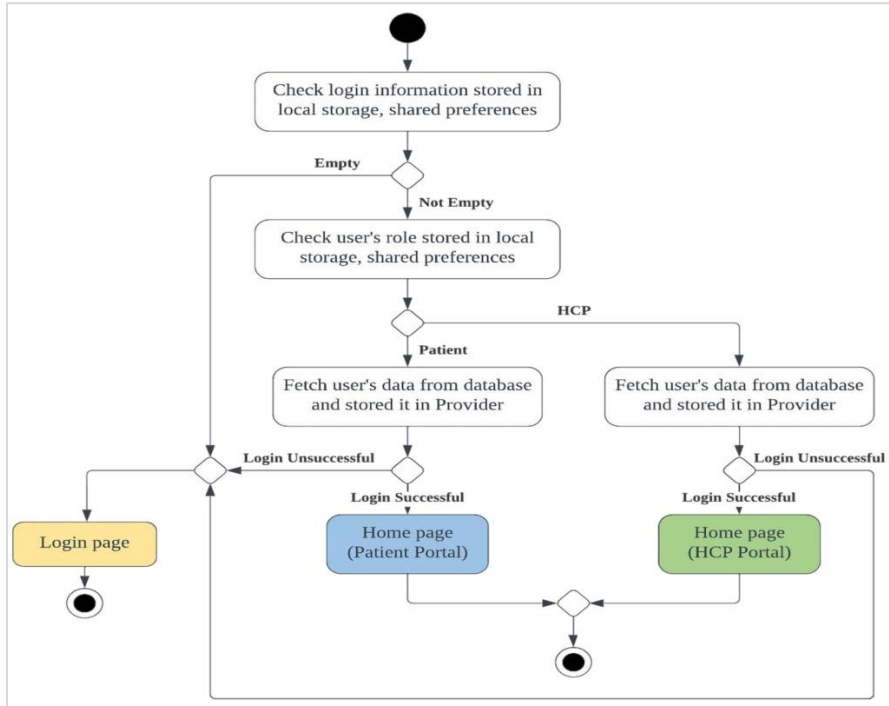 Check login information stored in
local storage, shared preferences
Empty
Not Empty
Check user's role stored in local
storage, shared preferences
HCP
Patient
Fetch user's data from database
and stored it in Provider
Fetch user's data from database
and stored it in Provider
Login Unsuccessful
Login Unsuccessful
Login Successful
Login Successful
Login page
Home page
(Patient Portal)
Home page
(HCP Portal)